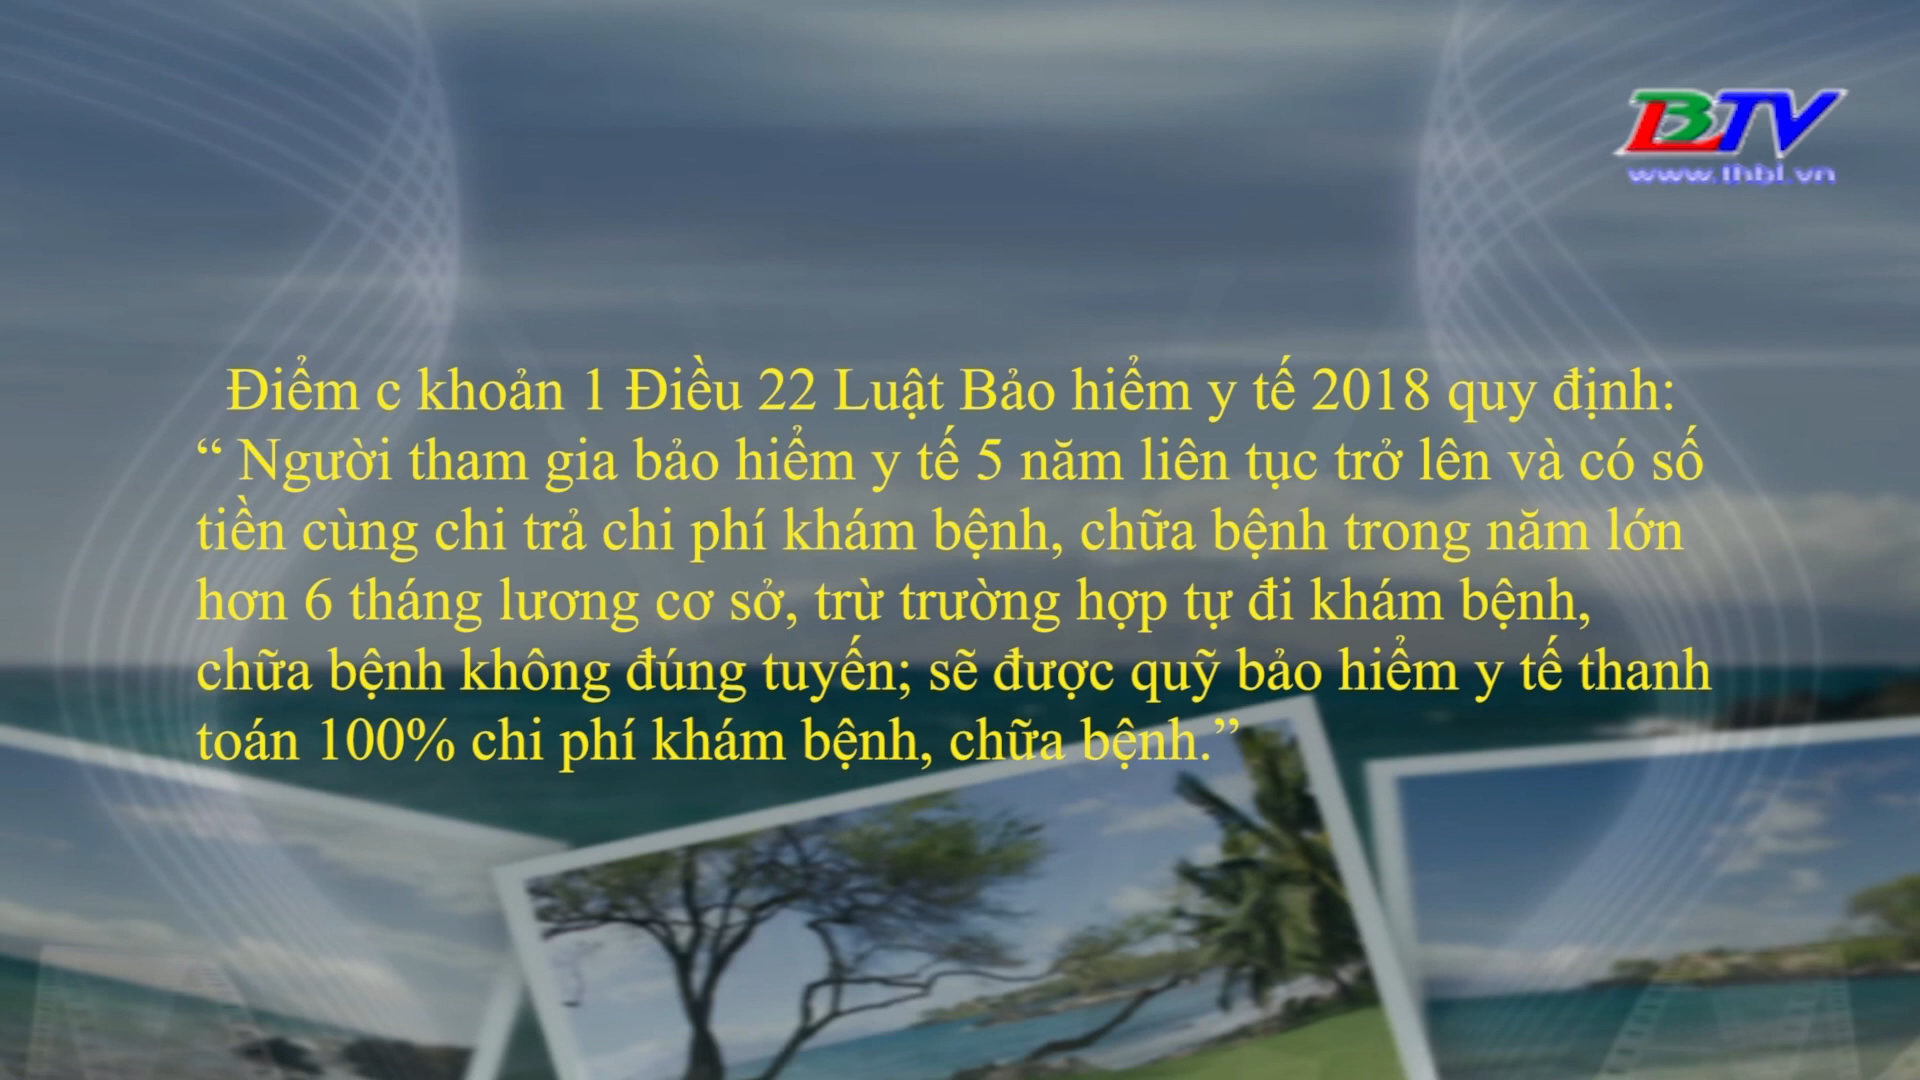 BTV
www.thbt.vn
Điểm c khoản 1 Điều 22 Luật Bảo hiểm y tế 2018 quy định:
“ Người tham gia bảo hiểm y tế 5 năm liên tục trở lên và có số
tiền cùng chi trả chi phí khám bệnh, chữa bệnh trong năm lớn
hơn 6 tháng lương cơ sở, trừ trường hợp tự đi khám bệnh,
chữa bệnh không đúng tuyến; sẽ được quỹ bảo hiểm y tế thanh
toán 100% chi phí khám bệnh, chữa bệnh.”